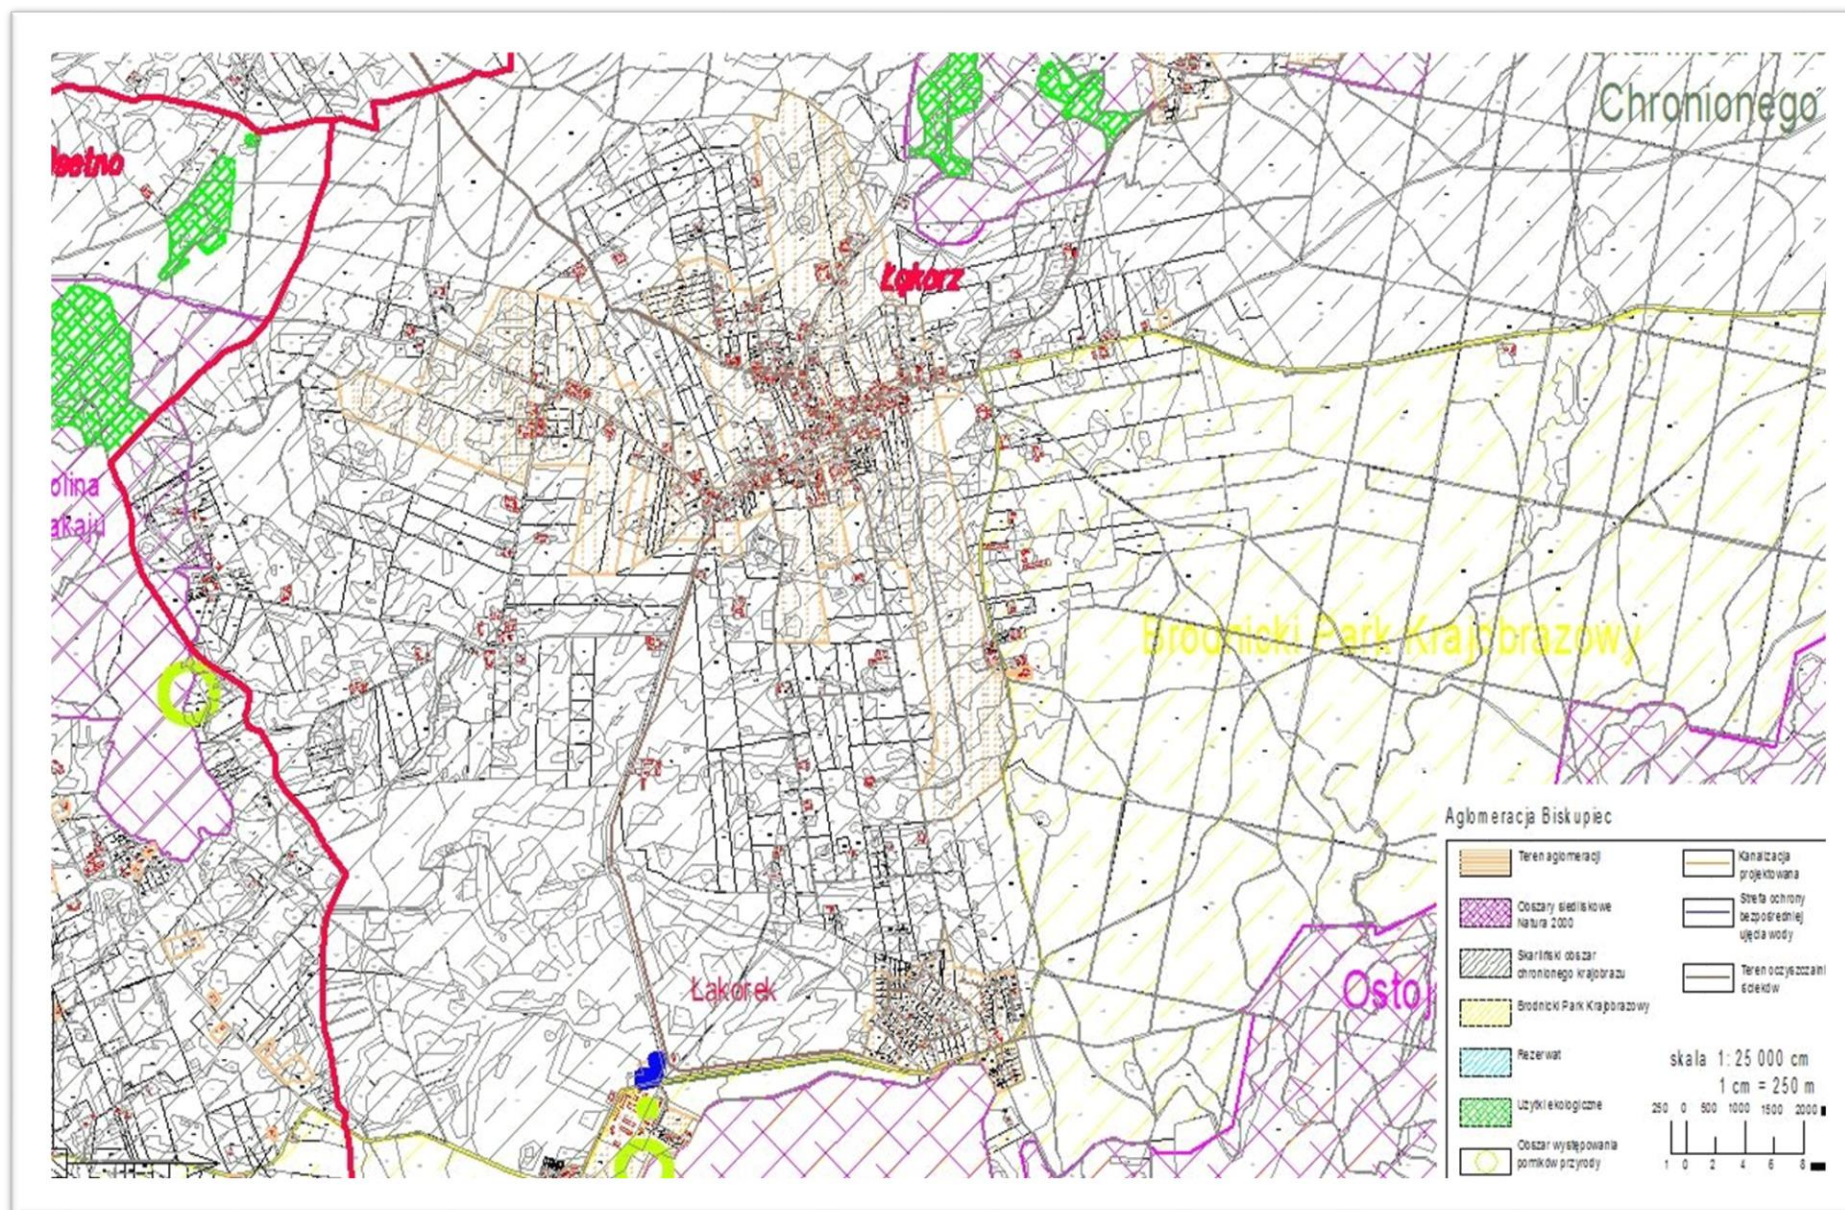 Chronionego
Łąkorz
Brodnicki Park Krajobrazowy
Łąkorek
Aglomeracja Biskupiec
Teren aglomeracji
Obszary siedliskowe
Natura 2000
Skarliński obszar
chronionego krajobrazu
Brodnicki Park Krajobrazowy
Rezerwat
Użytki ekologiczne
Obszar występowania
pomików przyrody
Kanalizacja
projektowana
Strefa ochrony
bezpośredniej
ujęcia wody
Teren oczyszczalni
ścieków
skala 1:25 000 cm
1 cm = 250 m
250 0 500 1000 1500 2000
1 0 2 4 6 8